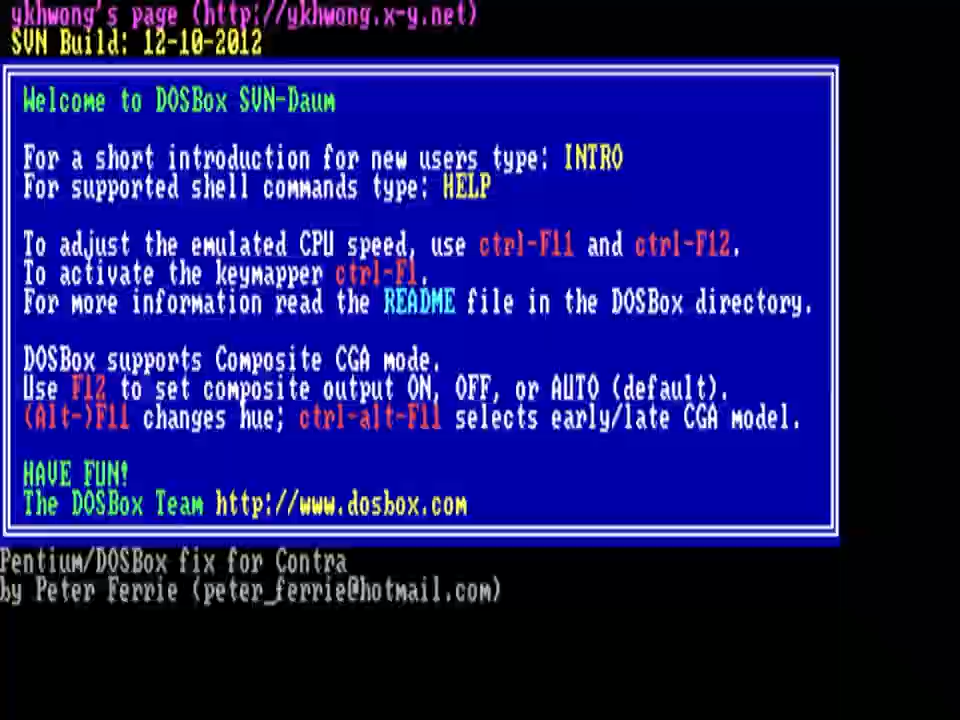 ykhwong's page (http://ykhwong.x-y.net)
SVN Build: 12-10-2012
Welcome to DOSBox SVN-Daum
For a short introduction for new users type: INTRO
For supported shell commands type: HELP
To adjust the emulated CPU speed, use ctrl-F11 and ctrl-F12.
To activate the keymapper ctrl-F1.
For more information read the README file in the DOSBox directory.
DOSBox supports Composite CGA mode.
Use F12 to set composite output ON, OFF, or AUTO (default).
(Alt-)F11 changes hue; ctrl-alt-F11 selects early/late CGA model.
HAVE FUN!
The DOSBox Team http://www.dosbox.com
Pentium/DOSBox fix for Contra
by Peter Ferrie (peter_ferrie@hotmail.com)